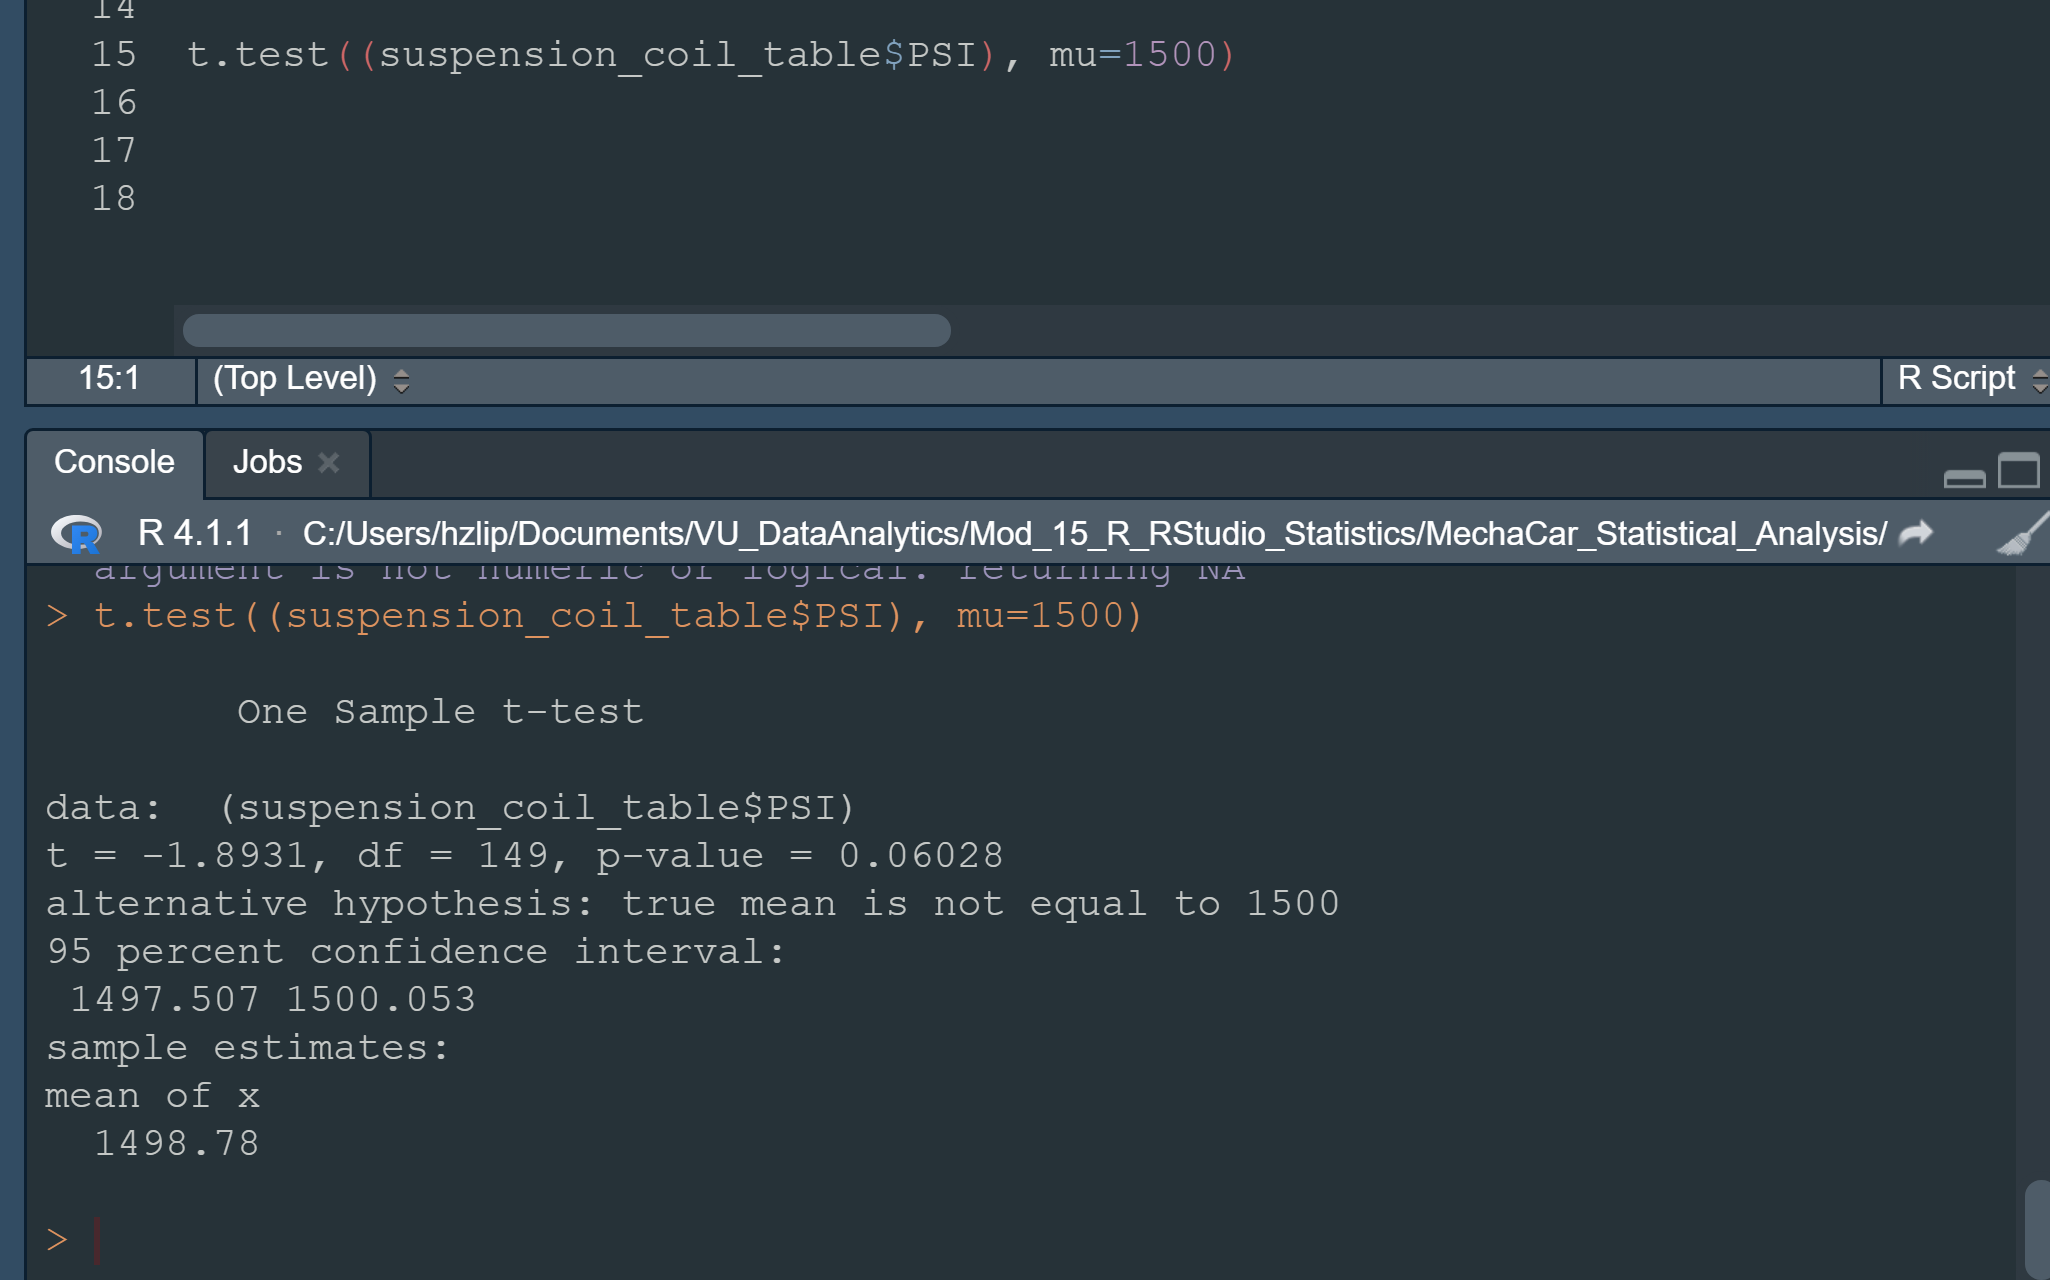 14
15 t.test((suspension_coil_table$PSI), mu=1500)
16
17
18
15:1 (Top Level) R Script
Console Jobs
R R 4.1.1 · C:/Users/hzlip/Documents/VU_DataAnalytics/Mod_15_R_RStudio_Statistics/MechaCar_Statistical_Analysis/
argument is not numeric or logical: returning NA
> t.test((suspension_coil_table$PSI), mu=1500)
One Sample t-test
data: (suspension_coil_table$PSI)
t = -1.8931, df = 149, p-value = 0.06028
alternative hypothesis: true mean is not equal to 1500
95 percent confidence interval:
1497.507 1500.053
sample estimates:
mean of x
1498.78
>